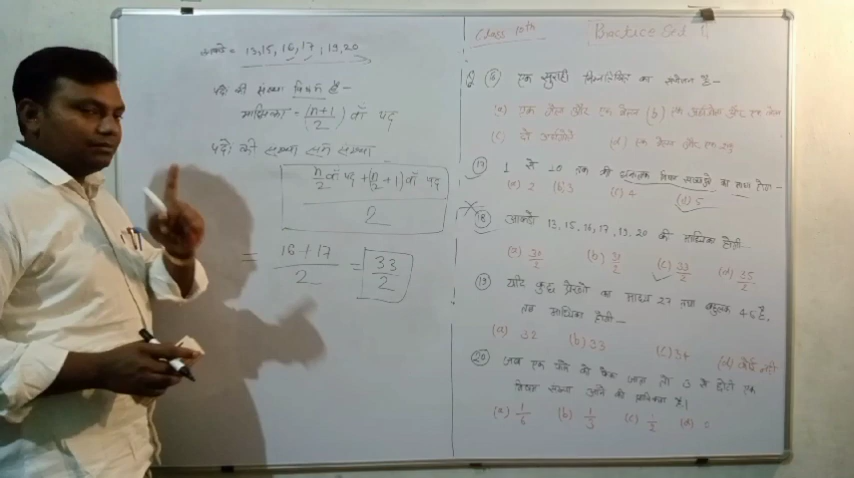 आंकड़े = 13,15, 16,17, 19,20
पदों की संख्या विषम है-
माध्यिका = (n+1/2) वाँ पद
पदों की संख्या सम संख्या
n/2 वाँ पद + (n/2 + 1) वाँ पद
2
= 16+17/2 = 33/2
Class 10th Practice Set 1
(16) एक सुराही निम्नलिखित का संयोजन है-
(a) एक गोला और एक बेलन (b) एक अर्धगोला और एक बेलन
(c) दो अर्धगोले (d) एक बेलन और एक शंकु
(17) 1 से 10 तक की विषम संख्याओं का माध्य होगा-
(a) 2 (b) 3 (c) 4 (d) 5
(18) आंकड़ों 13, 15, 16, 17, 19, 20 की माध्यिका होगी-
(b) 31/2 (c) 33/2 (d) 35/2
(19) यदि कुछ प्रेक्षणों का माध्य 27 तथा बहुलक 45 है,
तब माध्यिका होगी-
(a) 32 (b) 33 (c) 34 (d) कोई नहीं
(20) जब एक पासे को फेंका जाता है तो 3 से छोटी एक
विषम संख्या आने की प्रायिकता है।
(a) 1/6 (b) 1/3 (c) 1/2 (d)